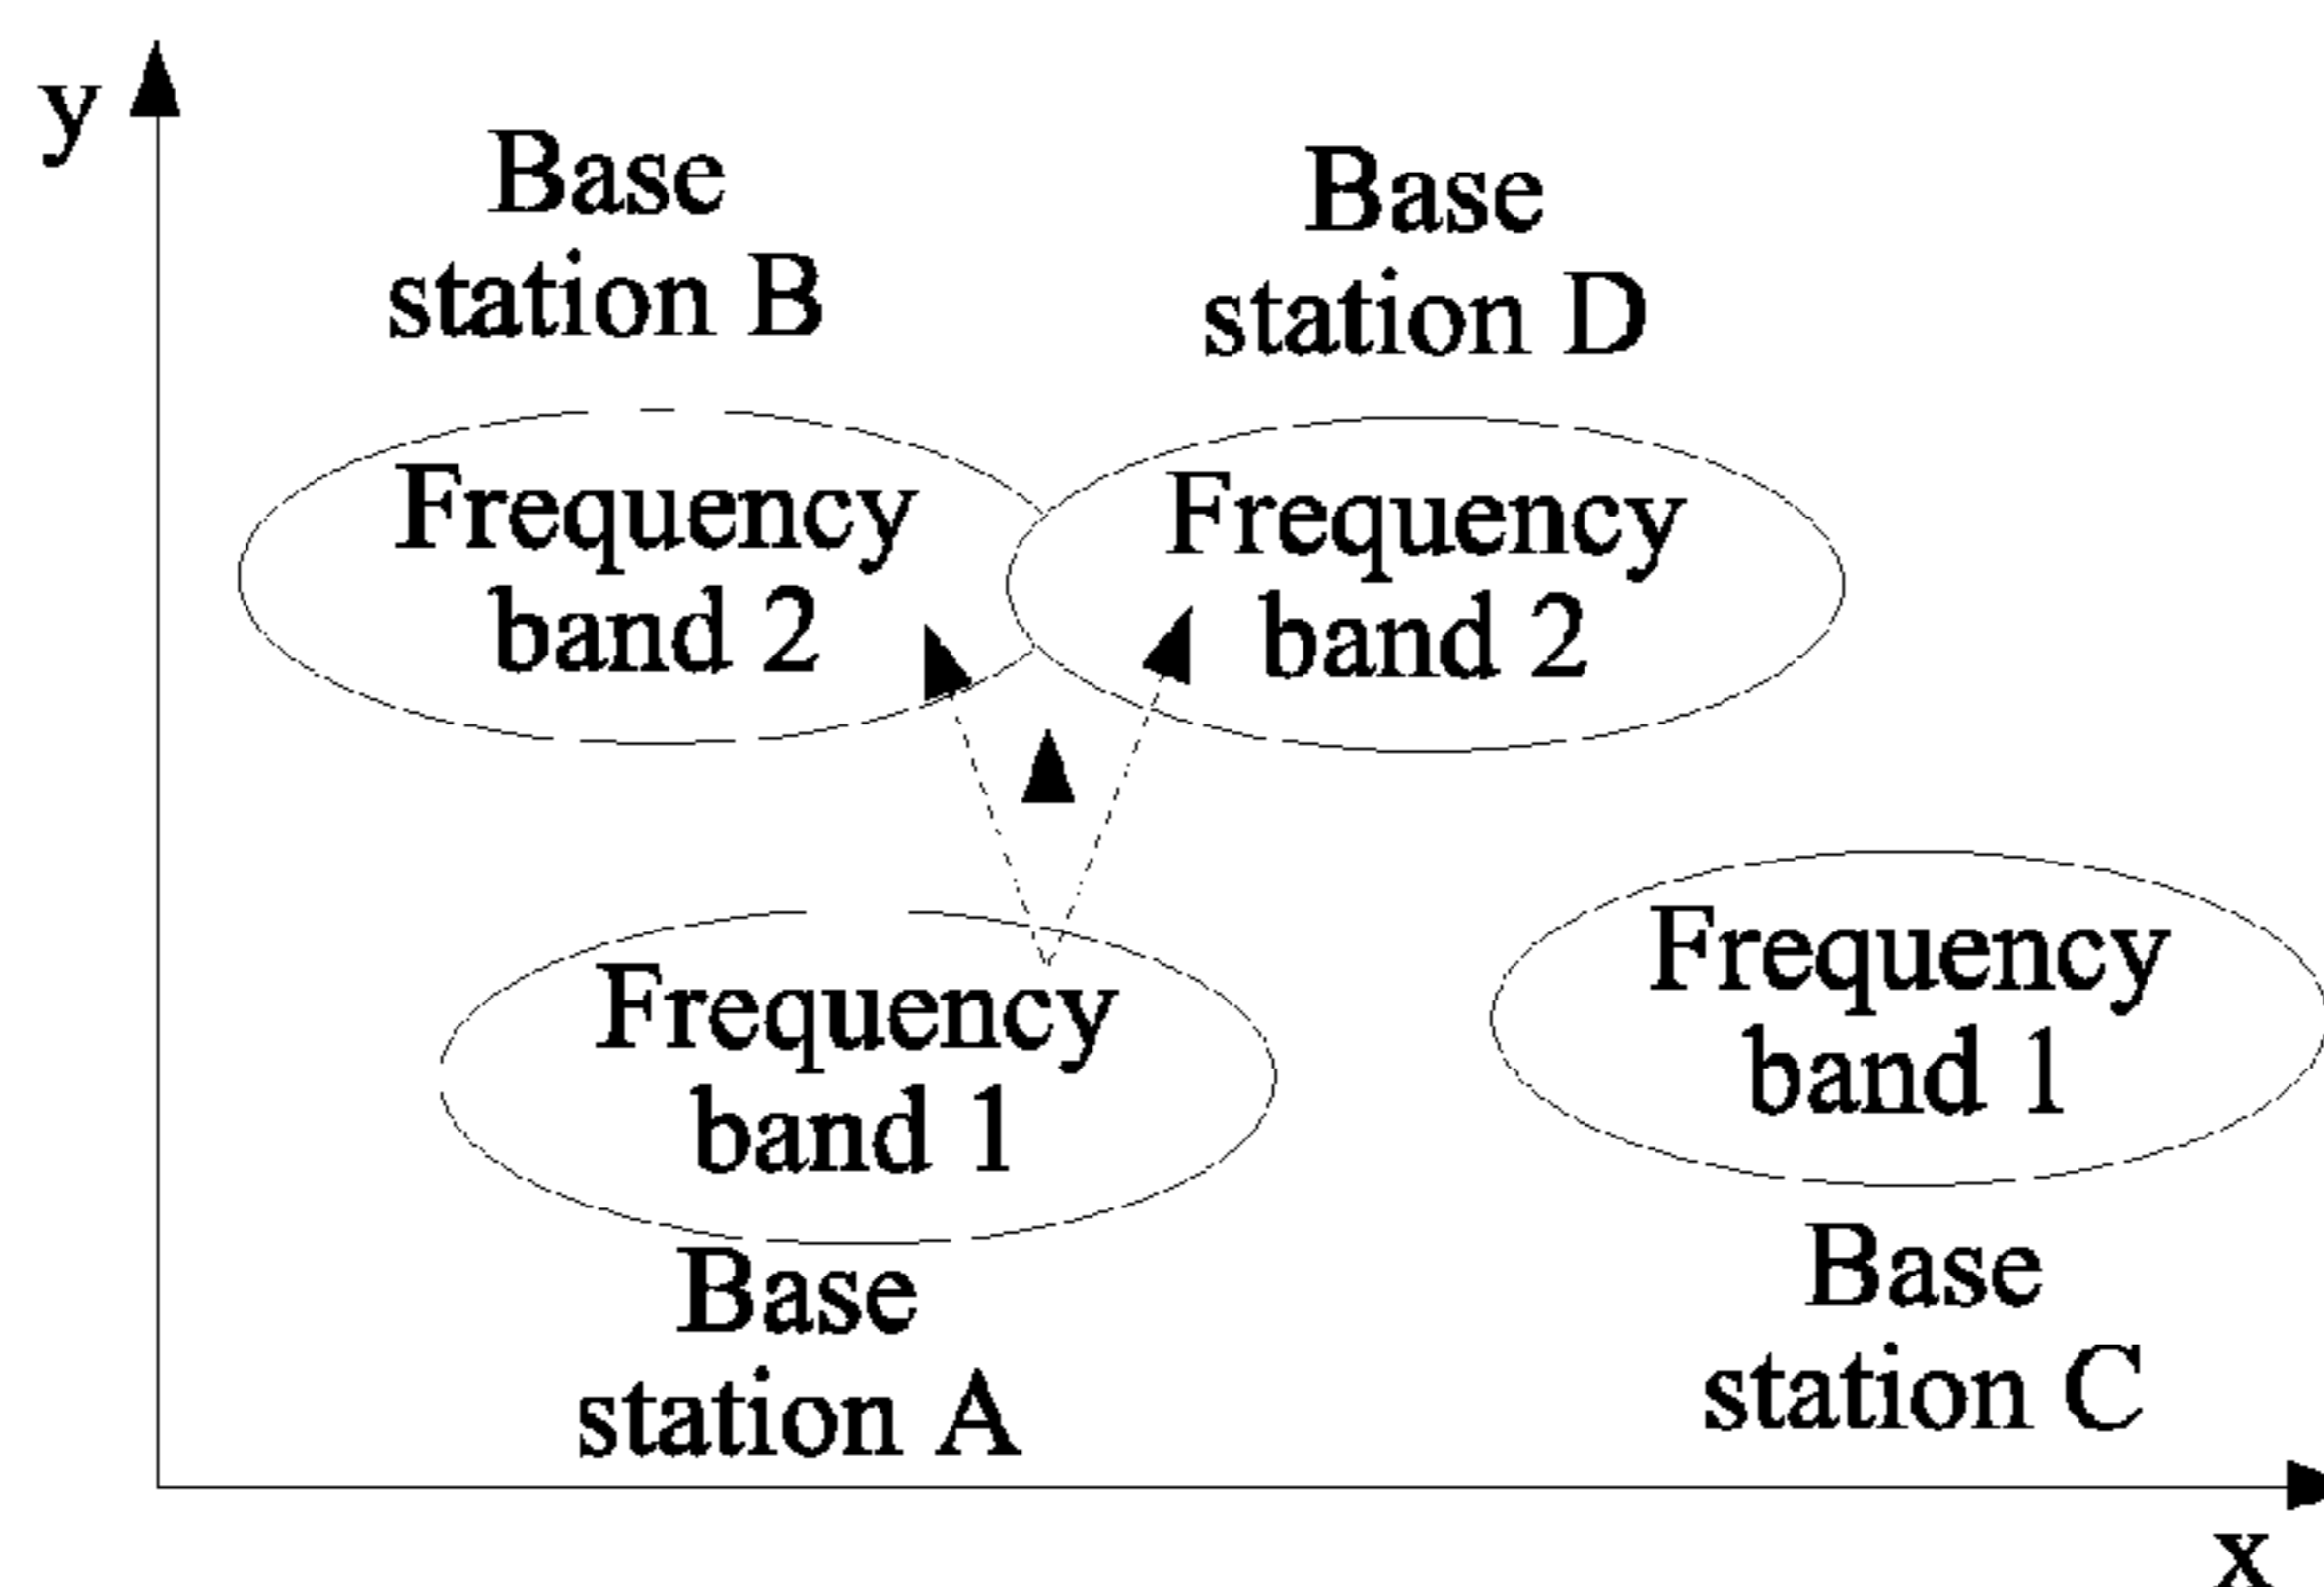 y
Base
station B
Base
station D
Frequency
band 2
Frequency
band 2
Frequency
band 1
Frequency
band 1
Base
station A
Base
station C
x